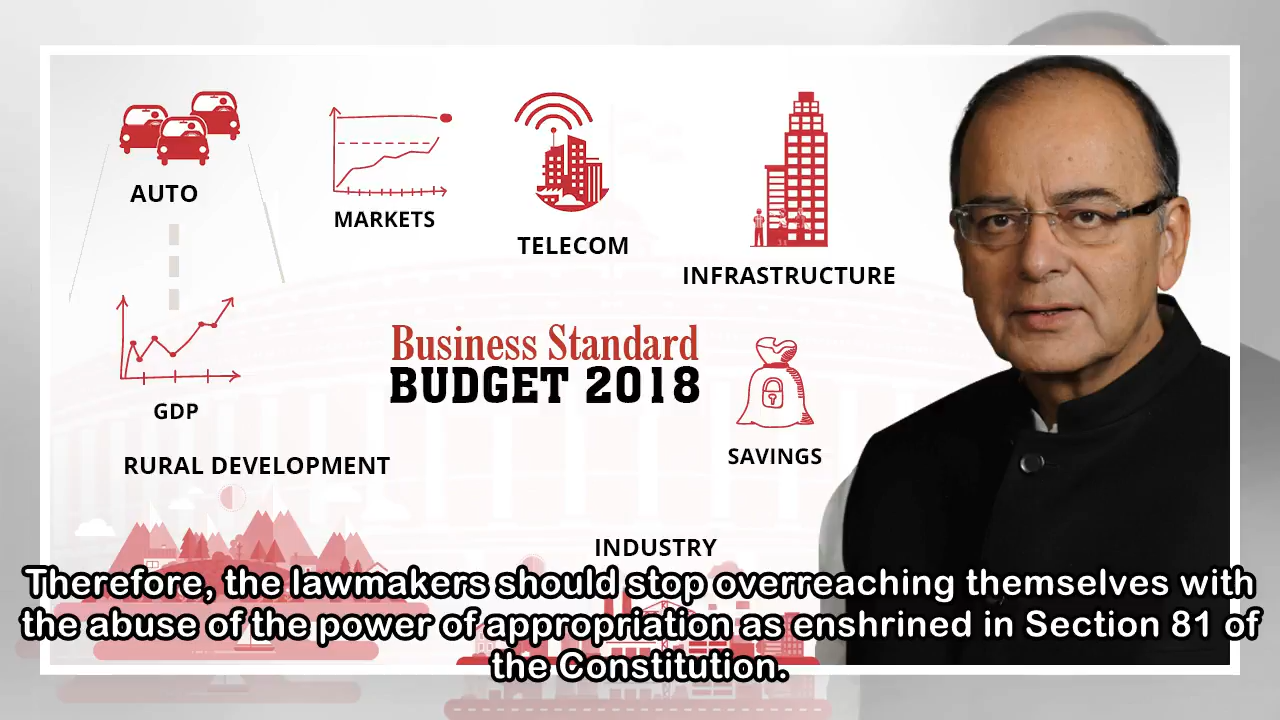 AUTO
MARKETS
TELECOM
INFRASTRUCTURE
GDP
Business Standard
BUDGET 2018
SAVINGS
RURAL DEVELOPMENT
INDUSTRY
Therefore, the lawmakers should stop overreaching themselves with
the abuse of the power of appropriation as enshrined in Section 81 of
the Constitution.